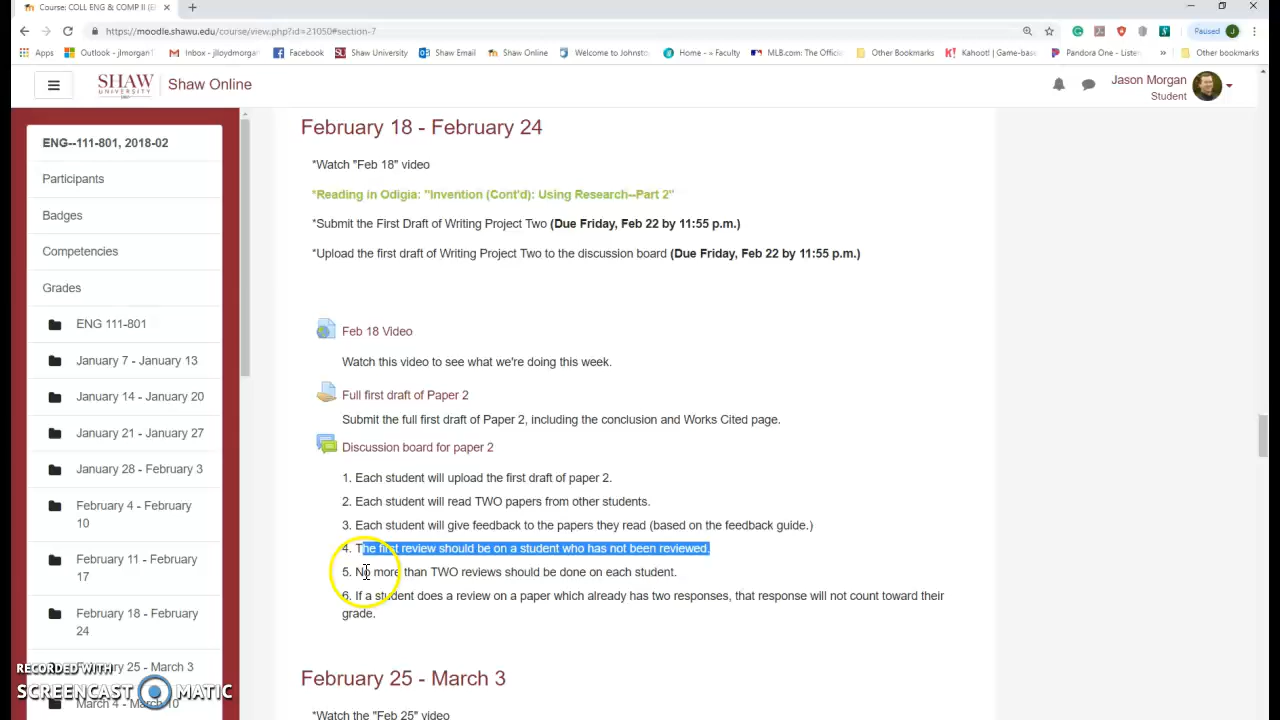 Course: COLL ENG & COMP II (E
https://moodle.shawu.edu/course/view.php?id=21050#section-7
Paused
Apps
Outlook - jlmorgan1
Inbox - jlloydmorgan
Facebook
Shaw University
Shaw Email
Shaw Online
Welcome to Johnsto
Home - » Faculty
MLB.com: The Offici
Other Bookmarks
Kahoot! | Game-base
Pandora One - Listen
»
Other bookmarks
SHAW
UNIVERSITY
Shaw Online
Jason Morgan
Student
ENG--111-801, 2018-02
Participants
Badges
Competencies
Grades
ENG 111-801
January 7 - January 13
January 14 - January 20
January 21 - January 27
January 28 - February 3
February 4 - February
10
February 11 - February
17
February 18 - February
24
February 25 - March 3
March 4 - March 10
RECORDED WITH
SCREENCAST MATIC
February 18 - February 24
*Watch "Feb 18" video
*Reading in Odigia: "Invention (Cont'd): Using Research--Part 2"
*Submit the First Draft of Writing Project Two (Due Friday, Feb 22 by 11:55 p.m.)
*Upload the first draft of Writing Project Two to the discussion board (Due Friday, Feb 22 by 11:55 p.m.)
Feb 18 Video
Watch this video to see what we're doing this week.
Full first draft of Paper 2
Submit the full first draft of Paper 2, including the conclusion and Works Cited page.
Discussion board for paper 2
1. Each student will upload the first draft of paper 2.
2. Each student will read TWO papers from other students.
3. Each student will give feedback to the papers they read (based on the feedback guide.)
4. The first review should be on a student who has not been reviewed.
5. No more than TWO reviews should be done on each student.
6. If a student does a review on a paper which already has two responses, that response will not count toward their
grade.
February 25 - March 3
*Watch the "Feb 25" video